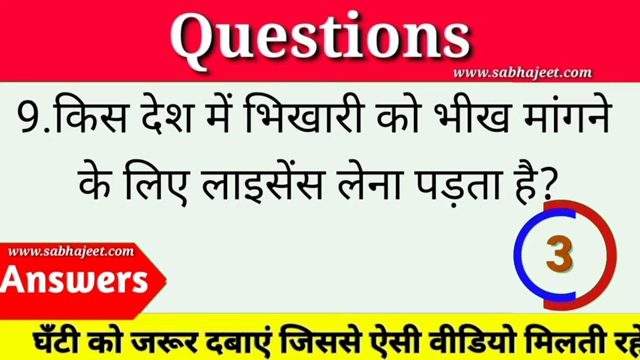 Questions
www.sabhajeet.com
9.किस देश में भिखारी को भीख मांगने
के लिए लाइसेंस लेना पड़ता है?
3
www.sabhajeet.com
Answers
घँटी को जरूर दबाएं जिससे ऐसी वीडियो मिलती रहे